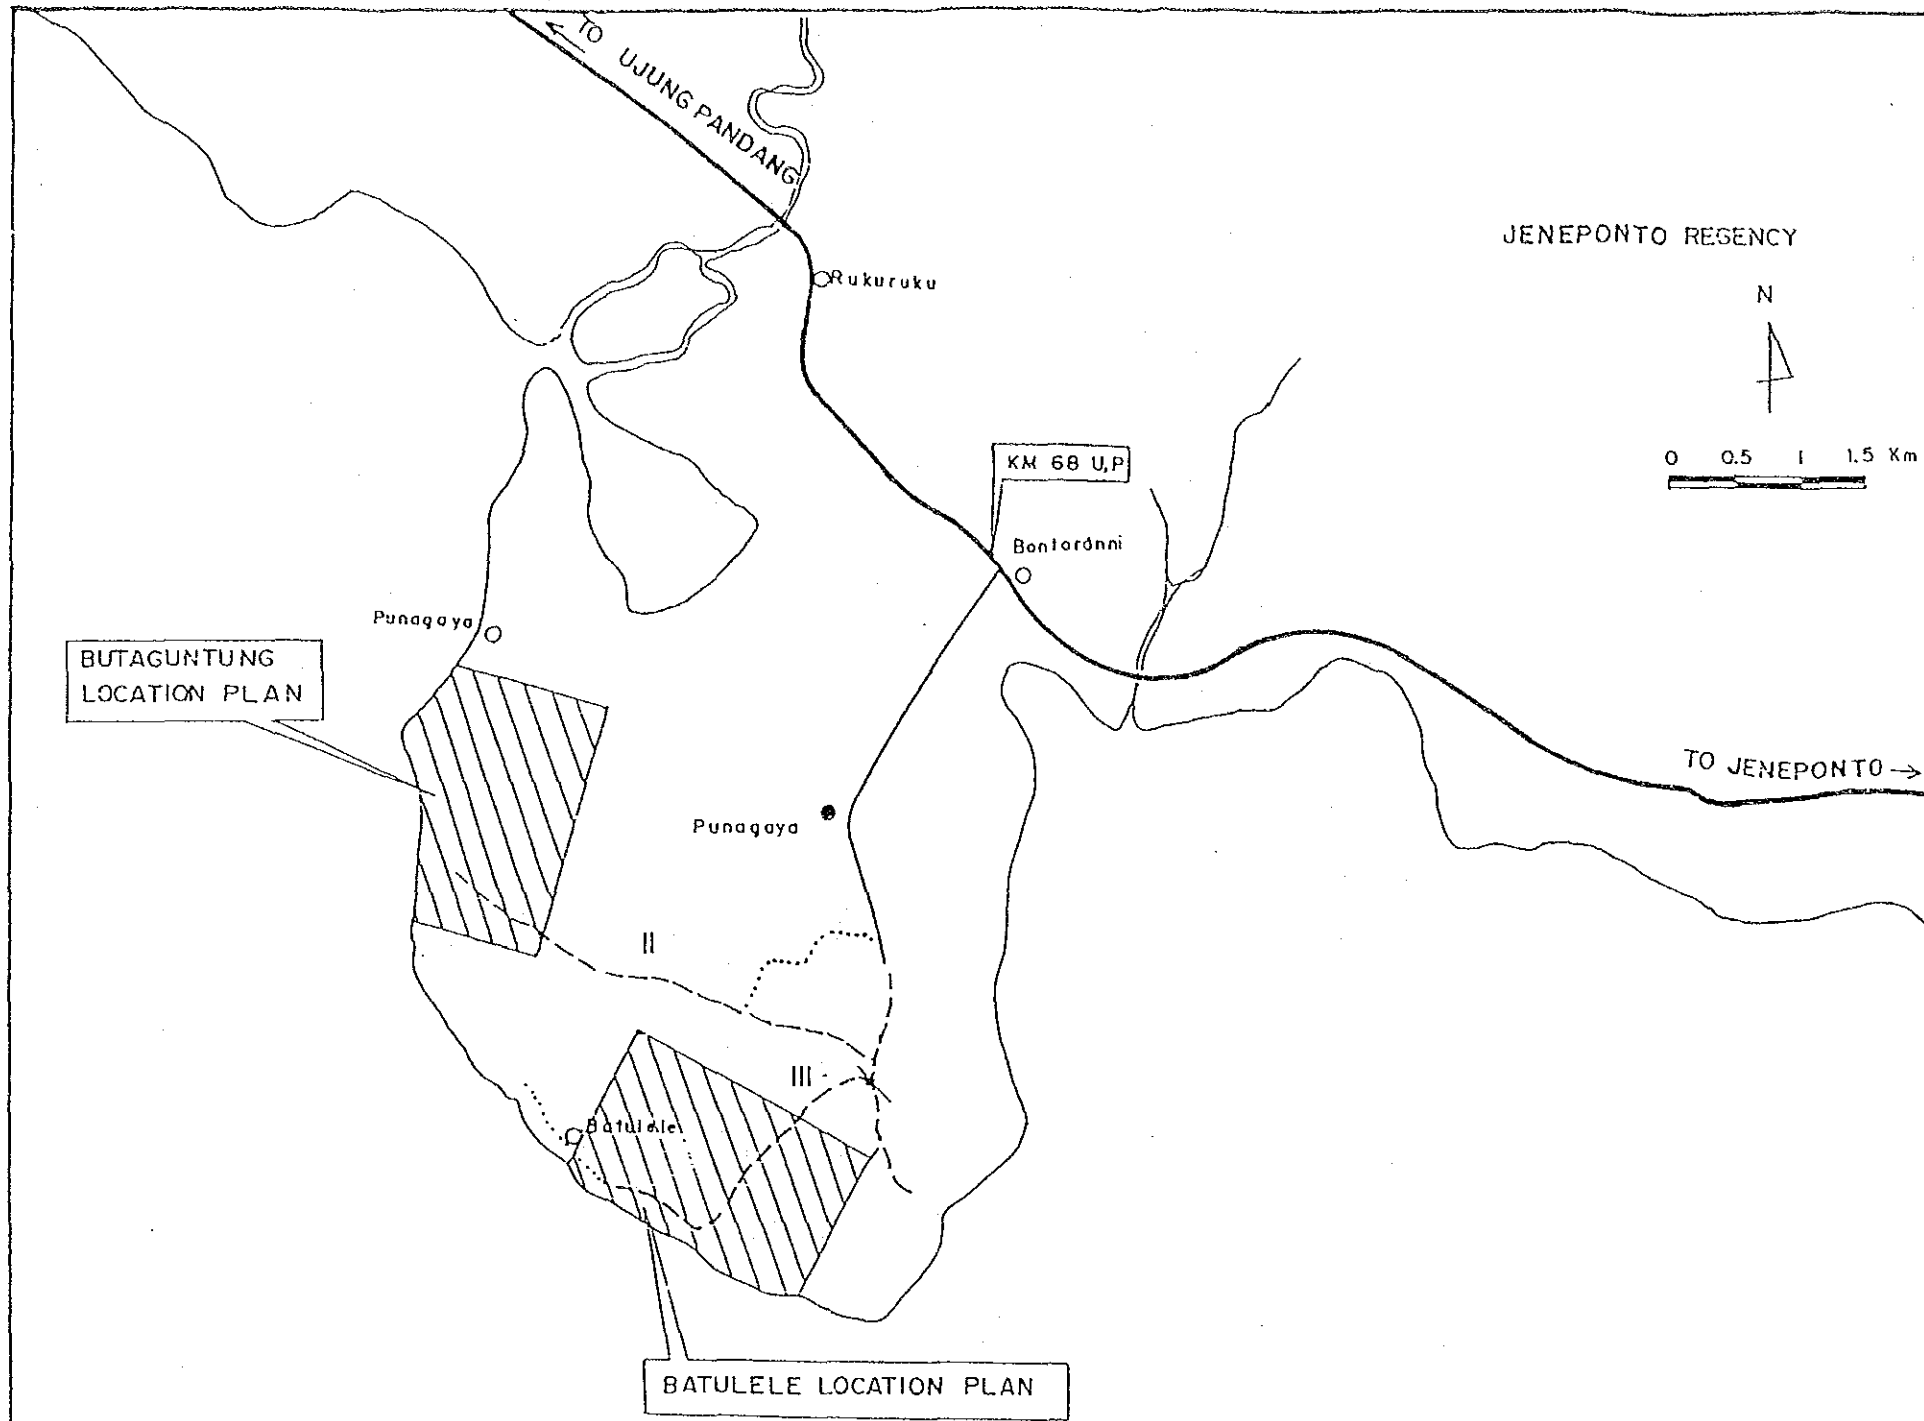 TO UJUNG PANDANG
JENEPONTO REGENCY
Rukuruku
N
0 0.5 1 1.5 Km
KM 68 U.P
Bontoranni
Punagaya
BUTAGUNTUNG
LOCATION PLAN
TO JENEPONTO →
Punagaya
II
III
Batulele
BATULELE LOCATION PLAN